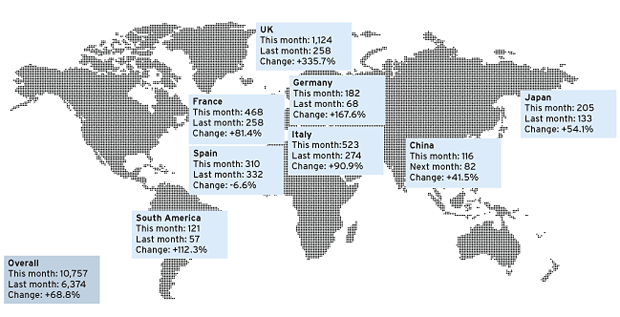 UK
This month: 1,124
Last month: 258
Change: +335.7%
Germany
This month: 182
Last month: 68
Change: +167.6%
France
This month: 468
Last month: 258
Change: +81.4%
Japan
This month: 205
Last month: 133
Change: +54.1%
Italy
This month:523
Last month: 274
Change: +90.9%
Spain
This month: 310
Last month: 332
Change: -6.6%
China
This month: 116
Next month: 82
Change: +41.5%
South America
This month: 121
Last month: 57
Change: +112.3%
Overall
This month: 10,757
Last month: 6,374
Change: +68.8%